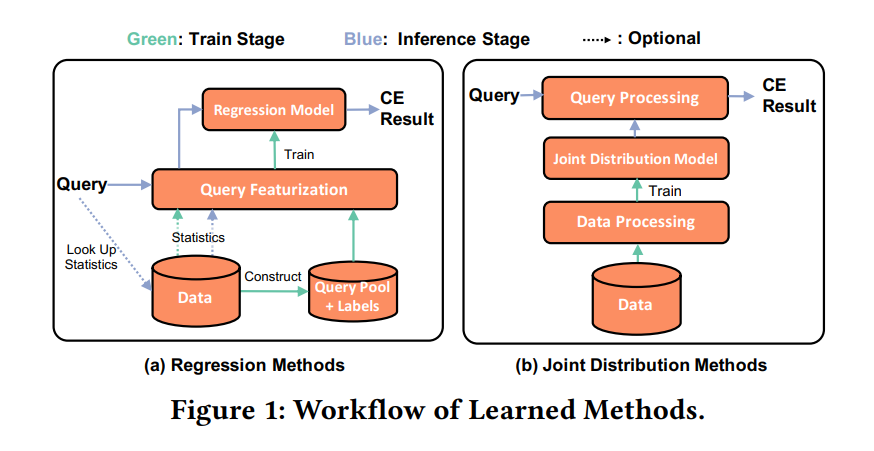 Green: Train Stage Blue: Inference Stage : Optional
Regression Model
CE
Result
Train
Query
Query Featurization
Look Up
Statistics
Statistics
Data
Construct
Query Pool
+ Labels
(a) Regression Methods
Query
Query Processing
CE
Result
Joint Distribution Model
Train
Data Processing
Data
(b) Joint Distribution Methods
Figure 1: Workflow of Learned Methods.